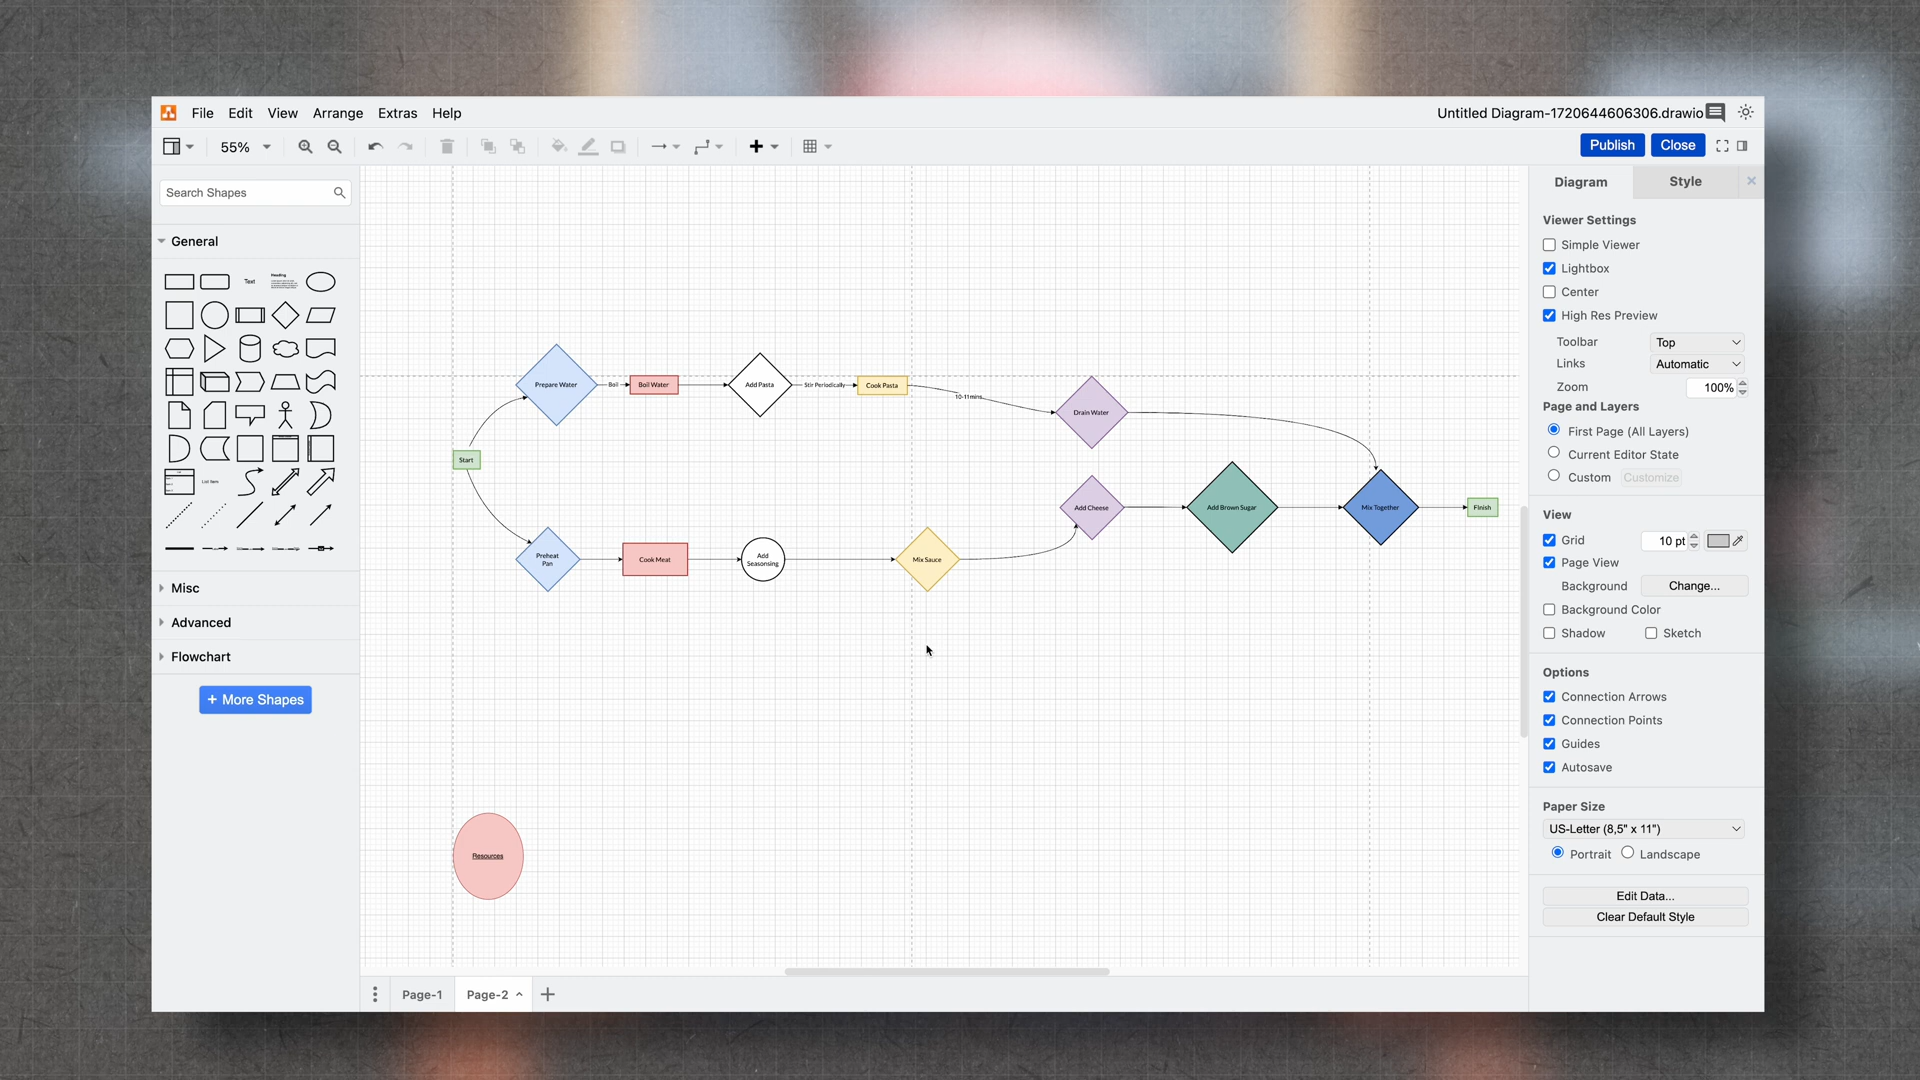 File Edit View Arrange Extras Help
Untitled Diagram-1720644606306.drawio
55%
Publish Close
Search Shapes
General
Text
Heading
List Item
Misc
Advanced
Flowchart
+ More Shapes
Prepare Water
Boil
Boil Water
Add Pasta
Stir Periodically
Cook Pasta
10-11mins
Drain Water
Start
Add Cheese
Add Brown Sugar
Mix Together
Finish
Preheat
Pan
Cook Meat
Add
Seasonsing
Mix Sauce
Resources
Page-1
Page-2
Diagram Style
Viewer Settings
Simple Viewer
Lightbox
Center
High Res Preview
Toolbar Top
Links Automatic
Zoom 100%
Page and Layers
First Page (All Layers)
Current Editor State
Custom Customize
View
Grid 10 pt
Page View
Background Change...
Background Color
Shadow Sketch
Options
Connection Arrows
Connection Points
Guides
Autosave
Paper Size
US-Letter (8,5" x 11")
Portrait Landscape
Edit Data...
Clear Default Style